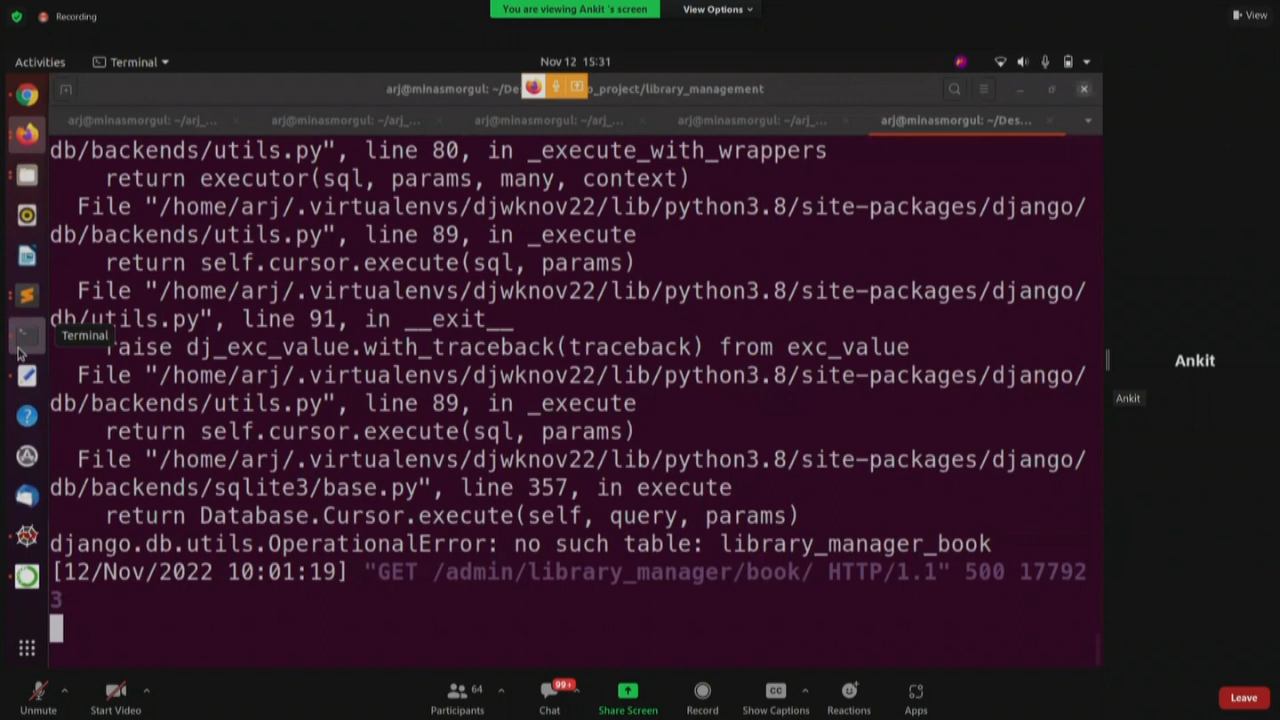 Recording
You are viewing Ankit 's screen
View Options
View
Activities
Terminal
Nov 12 15:31
arj@minasmorgul: ~/De
o_project/library_management
arj@minasmorgul: ~/arj_...
arj@minasmorgul: ~/arj_...
arj@minasmorgul: ~/arj_...
arj@minasmorgul: ~/arj_...
arj@minasmorgul: ~/Des...
db/backends/utils.py", line 80, in _execute_with_wrappers
return executor(sql, params, many, context)
File "/home/arj/.virtualenvs/djwknov22/lib/python3.8/site-packages/django/
db/backends/utils.py", line 89, in _execute
return self.cursor.execute(sql, params)
File "/home/arj/.virtualenvs/djwknov22/lib/python3.8/site-packages/django/
db/utils.py", line 91, in __exit__
Terminal
raise dj_exc_value.with_traceback(traceback) from exc_value
File "/home/arj/.virtualenvs/djwknov22/lib/python3.8/site-packages/django/
db/backends/utils.py", line 89, in _execute
return self.cursor.execute(sql, params)
File "/home/arj/.virtualenvs/djwknov22/lib/python3.8/site-packages/django/
db/backends/sqlite3/base.py", line 357, in execute
return Database.Cursor.execute(self, query, params)
django.db.utils.OperationalError: no such table: library_manager_book
[12/Nov/2022 10:01:19] "GET /admin/library_manager/book/ HTTP/1.1" 500 17792
3
Ankit
Ankit
Unmute
Start Video
64
Participants
99+
Chat
Share Screen
Record
CC
Show Captions
Reactions
Apps
Leave